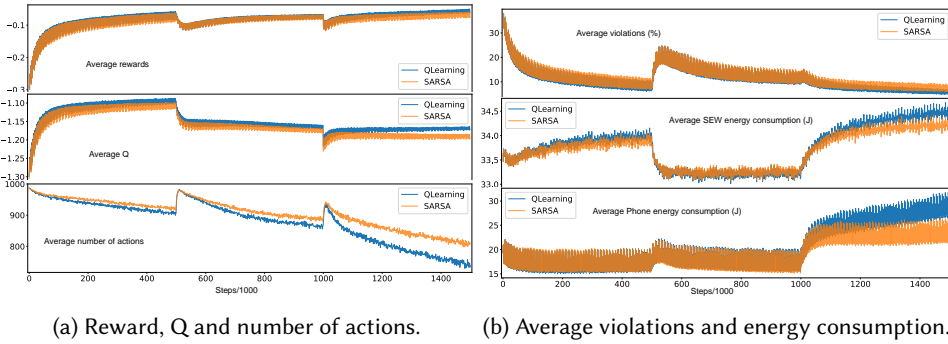 −0.1
−0.2
−0.3
Average rewards
QLearning
SARSA
−1.10
−1.15
−1.20
−1.25
−1.30
Average Q
QLearning
SARSA
1000
900
800
Average number of actions
QLearning
SARSA
0 200 400 600 800 1000 1200 1400
Steps/1000
(a) Reward, Q and number of actions.
30
20
10
Average violations (%)
QLearning
SARSA
34.5
34.0
33.5
33.0
Average SEW energy consumption (J)
QLearning
SARSA
30
25
20
15
Average Phone energy consumption (J)
QLearning
SARSA
0 200 400 600 800 1000 1200 1400
Steps/1000
(b) Average violations and energy consumption.